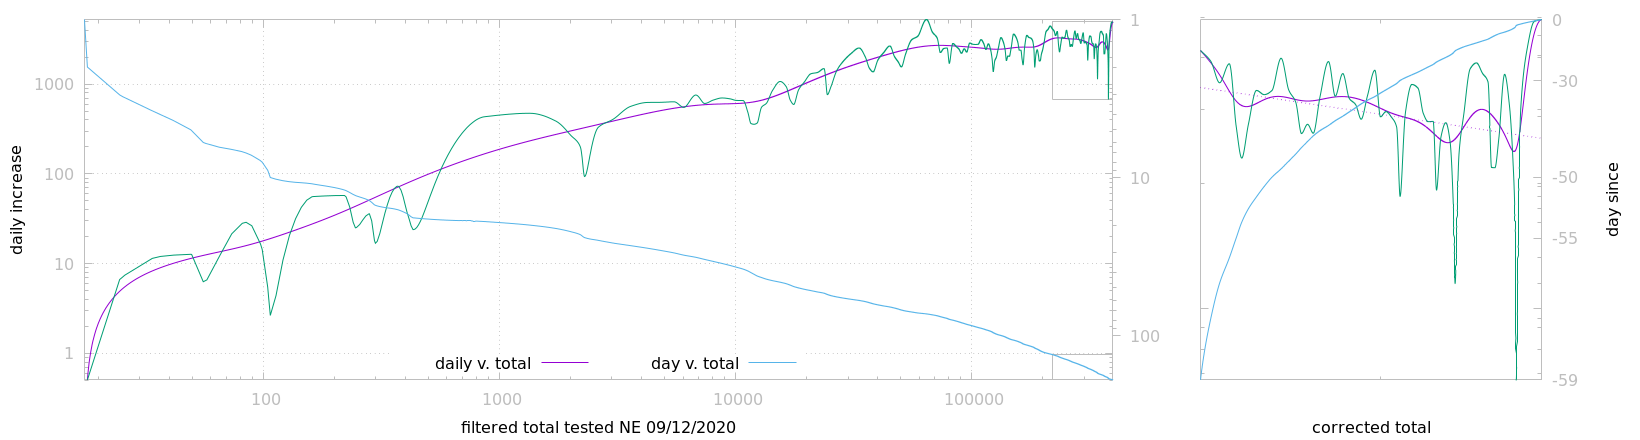 daily increase
1000
100
10
1
100
1000
10000
100000
daily v. total
day v. total
filtered total tested NE 09/12/2020
1
10
100
0
-30
-50
-55
-59
day since
corrected total